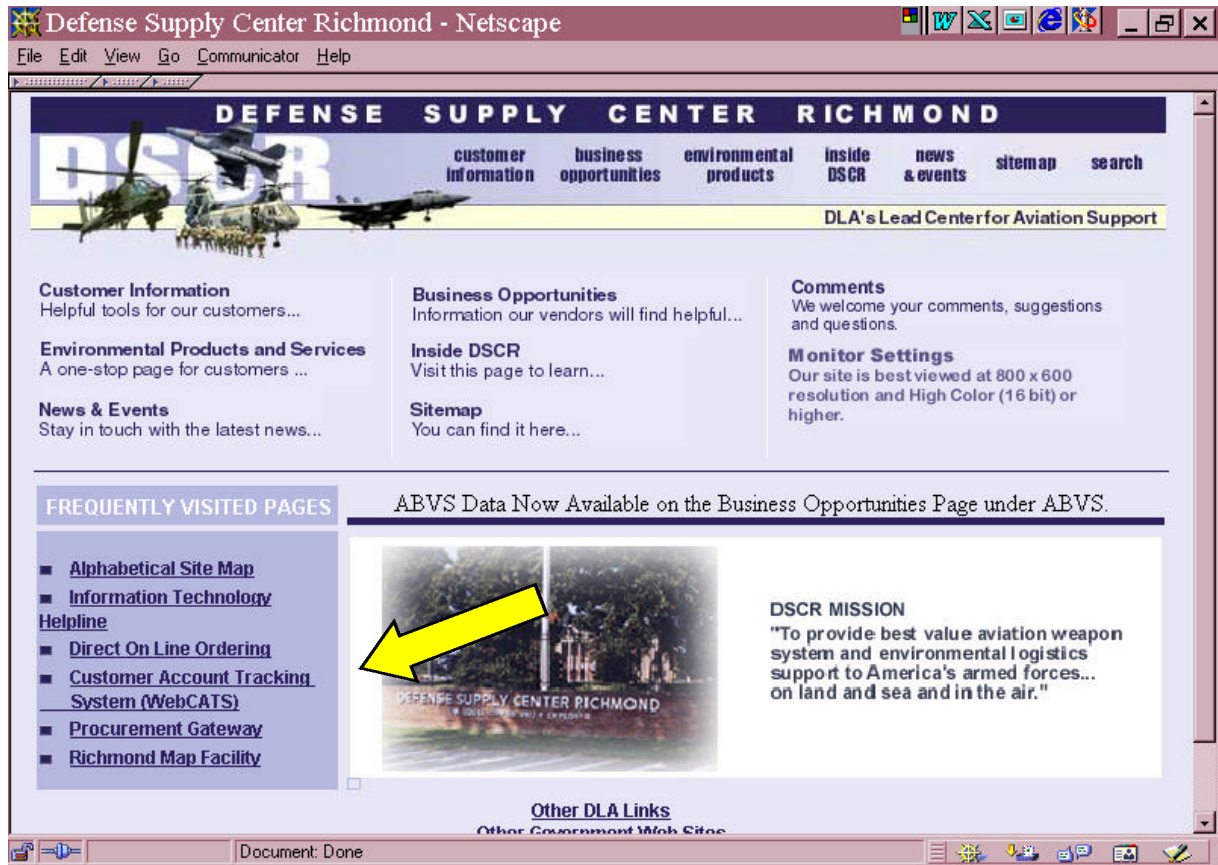 Defense Supply Center Richmond - Netscape
File Edit View Go Communicator Help
DEFENSE SUPPLY CENTER RICHMOND
DSCR
customer information
business opportunities
environmental products
inside DSCR
news & events
sitemap
search
DLA's Lead Center for Aviation Support
Customer Information
Helpful tools for our customers...
Environmental Products and Services
A one-stop page for customers ...
News & Events
Stay in touch with the latest news...
Business Opportunities
Information our vendors will find helpful...
Inside DSCR
Visit this page to learn...
Sitemap
You can find it here...
Comments
We welcome your comments, suggestions
and questions.
Monitor Settings
Our site is best viewed at 800 x 600
resolution and High Color (16 bit) or
higher.
FREQUENTLY VISITED PAGES
Alphabetical Site Map
Information Technology
Helpline
Direct On Line Ordering
Customer Account Tracking
System (WebCATS)
Procurement Gateway
Richmond Map Facility
ABVS Data Now Available on the Business Opportunities Page under ABVS.
DEFENSE SUPPLY CENTER RICHMOND
DSCR MISSION
"To provide best value aviation weapon
system and environmental logistics
support to America's armed forces...
on land and sea and in the air."
Other DLA Links
Other Government Web Sites
Document: Done